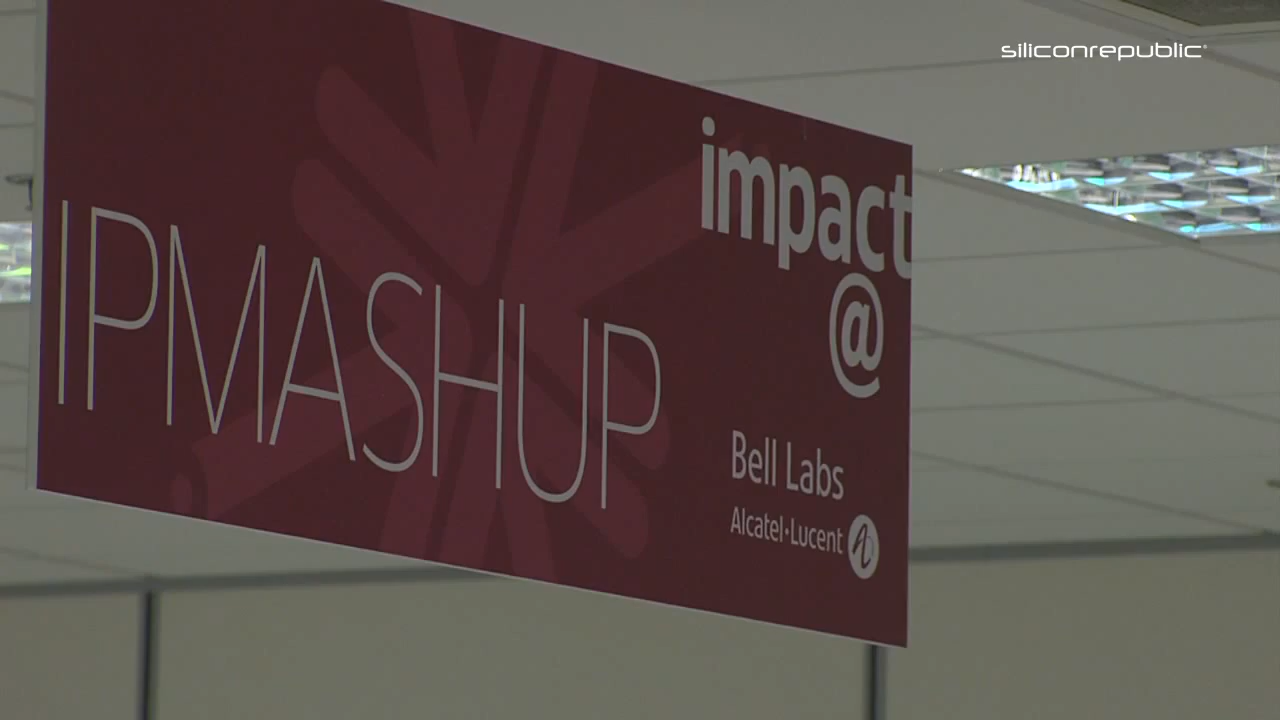 siliconrepublic
IPMASHUP
impact
@
Bell Labs
Alcatel·Lucent